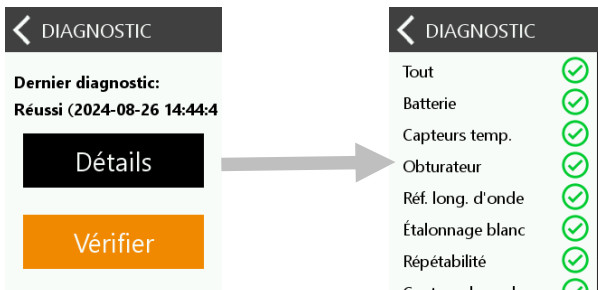 DIAGNOSTIC
Dernier diagnostic:
Réussi (2024-08-26 14:44:4
Détails
Vérifier
DIAGNOSTIC
Tout
Batterie
Capteurs temp.
Obturateur
Réf. long. d'onde
Étalonnage blanc
Répétabilité